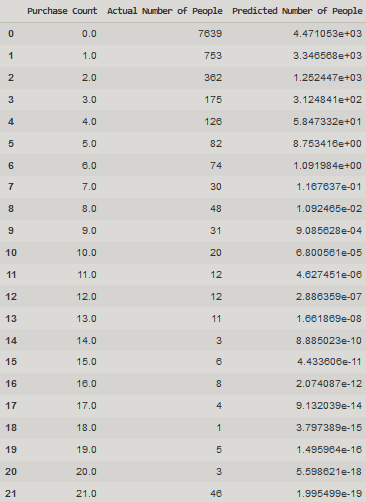 Purchase Count Actual Number of People Predicted Number of People
0 0.0 7639 4.471053e+03
1 1.0 753 3.346568e+03
2 2.0 362 1.252447e+03
3 3.0 175 3.124841e+02
4 4.0 126 5.847332e+01
5 5.0 82 8.753416e+00
6 6.0 74 1.091984e+00
7 7.0 30 1.167637e-01
8 8.0 48 1.092465e-02
9 9.0 31 9.085628e-04
10 10.0 20 6.800561e-05
11 11.0 12 4.627451e-06
12 12.0 12 2.886359e-07
13 13.0 11 1.661869e-08
14 14.0 3 8.885023e-10
15 15.0 6 4.433606e-11
16 16.0 8 2.074087e-12
17 17.0 4 9.132039e-14
18 18.0 1 3.797389e-15
19 19.0 5 1.495964e-16
20 20.0 3 5.598621e-18
21 21.0 46 1.995499e-19